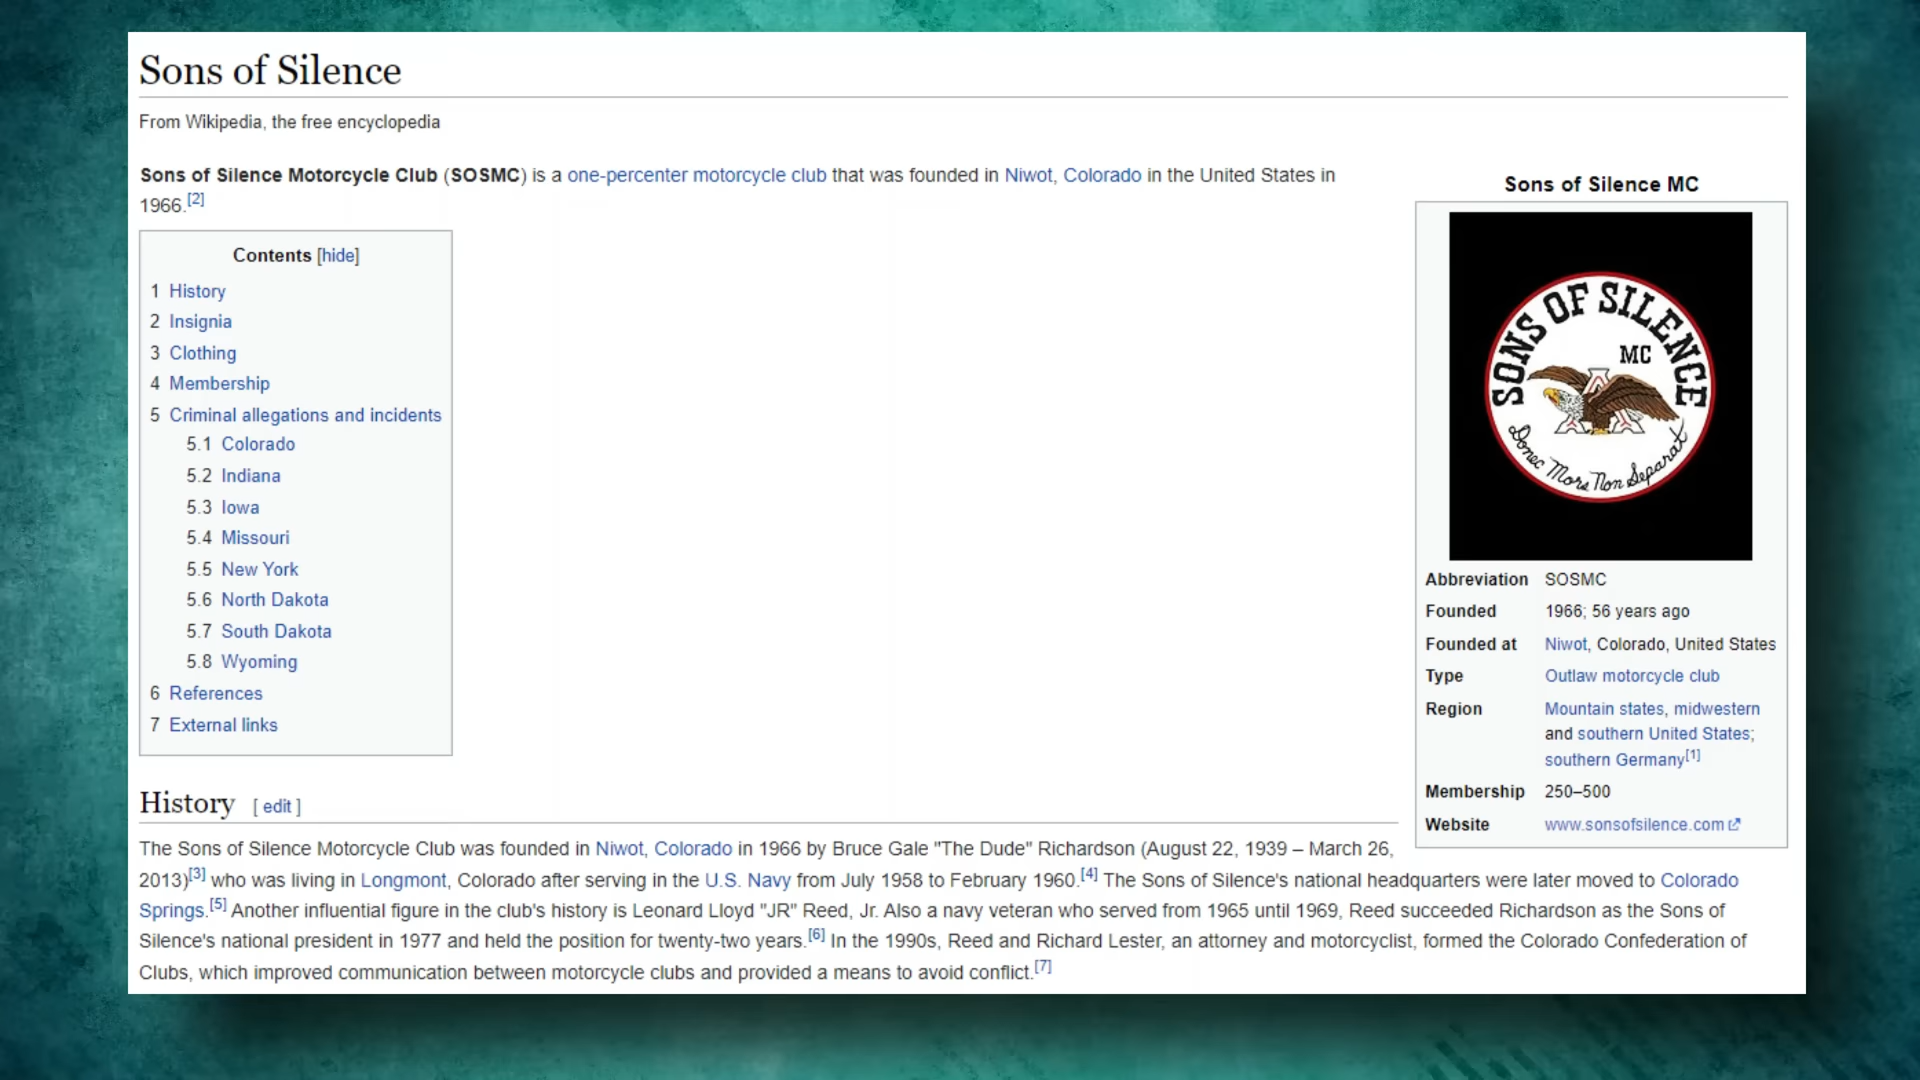 Sons of Silence
From Wikipedia, the free encyclopedia
Sons of Silence Motorcycle Club (SOSMC) is a one-percenter motorcycle club that was founded in Niwot, Colorado in the United States in
1966.[2]
Contents [hide]
1 History
2 Insignia
3 Clothing
4 Membership
5 Criminal allegations and incidents
5.1 Colorado
5.2 Indiana
5.3 Iowa
5.4 Missouri
5.5 New York
5.6 North Dakota
5.7 South Dakota
5.8 Wyoming
6 References
7 External links
Sons of Silence MC
SONS OF SILENCE
MC
A
Donec Mors Non Separat
Abbreviation SOSMC
Founded 1966; 56 years ago
Founded at Niwot, Colorado, United States
Type Outlaw motorcycle club
Region Mountain states, midwestern
and southern United States;
southern Germany[1]
Membership 250–500
Website www.sonsofsilence.com
History [ edit ]
The Sons of Silence Motorcycle Club was founded in Niwot, Colorado in 1966 by Bruce Gale "The Dude" Richardson (August 22, 1939 – March 26,
2013)[3] who was living in Longmont, Colorado after serving in the U.S. Navy from July 1958 to February 1960.[4] The Sons of Silence's national headquarters were later moved to Colorado
Springs.[5] Another influential figure in the club's history is Leonard Lloyd "JR" Reed, Jr. Also a navy veteran who served from 1965 until 1969, Reed succeeded Richardson as the Sons of
Silence's national president in 1977 and held the position for twenty-two years.[6] In the 1990s, Reed and Richard Lester, an attorney and motorcyclist, formed the Colorado Confederation of
Clubs, which improved communication between motorcycle clubs and provided a means to avoid conflict.[7]